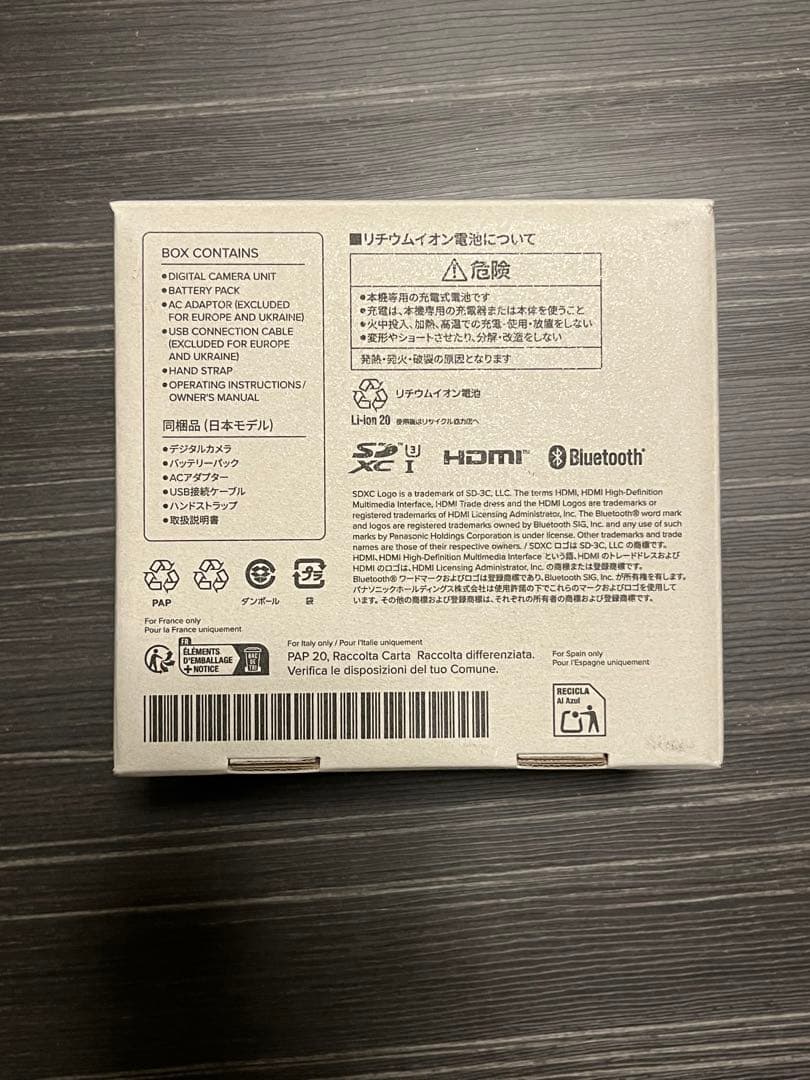 BOX CONTAINS
●DIGITAL CAMERA UNIT
●BATTERY PACK
●AC ADAPTOR (EXCLUDED
FOR EUROPE AND UKRAINE)
●USB CONNECTION CABLE
(EXCLUDED FOR EUROPE
AND UKRAINE)
●HAND STRAP
●OPERATING INSTRUCTIONS/
OWNER'S MANUAL
同梱品 (日本モデル)
●デジタルカメラ
●バッテリーパック
●ACアダプター
●USB接続ケーブル
●ハンドストラップ
●取扱説明書
■リチウムイオン電池について
危険
●本機専用の充電式電池です
●充電は、本機専用の充電器または本体を使うこと
●火中投入、加熱、高温での充電・使用・放置をしない
●変形やショートさせたり、分解・改造をしない
発熱・発火・破裂の原因となります
リチウムイオン電池
Li-ion 20 使用後はリサイクル協力店へ
SD XC I U3 HDMI™ Bluetooth®
SDXC Logo is a trademark of SD-3C, LLC. The terms HDMI, HDMI High-Definition
Multimedia Interface, HDMI Trade dress and the HDMI Logos are trademarks or
registered trademarks of HDMI Licensing Administrator, Inc. The Bluetooth® word mark
and logos are registered trademarks owned by Bluetooth SIG, Inc. and any use of such
marks by Panasonic Holdings Corporation is under license. Other trademarks and trade
names are those of their respective owners. / SDXC ロゴは SD-3C, LLC の商標です。
HDMI、HDMI High-Definition Multimedia Interface という語、HDMI のトレードドレスおよび
HDMI のロゴは、HDMI Licensing Administrator, Inc. の商標または登録商標です。
Bluetooth® ワードマークおよびロゴは登録商標であり、Bluetooth SIG, Inc. が所有権を有します。
パナソニックホールディングス株式会社は使用許諾の下でこれらのマークおよびロゴを使用して
います。その他の商標および登録商標は、それぞれの所有者の商標および登録商標です。
PAP
ダンボール
プラ
袋
For France only
Pour la France uniquement
FR
ÉLÉMENTS
D'EMBALLAGE
+ NOTICE
BAC
DE
TRI
For Italy only / Pour l'Italie uniquement
PAP 20, Raccolta Carta Raccolta differenziata.
Verifica le disposizioni del tuo Comune.
For Spain only
Pour l'Espagne uniquement
RECICLA
Al Azul